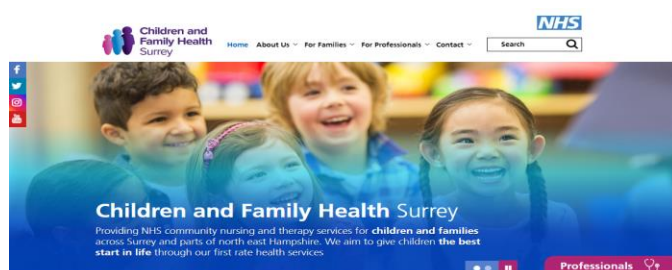 NHS
Children and
Family Health
Surrey
Home About Us For Families For Professionals Contact Search
Children and Family Health Surrey
Providing NHS community nursing and therapy services for children and families
across Surrey and parts of north east Hampshire. We aim to give children the best
start in life through our first rate health services
Professionals